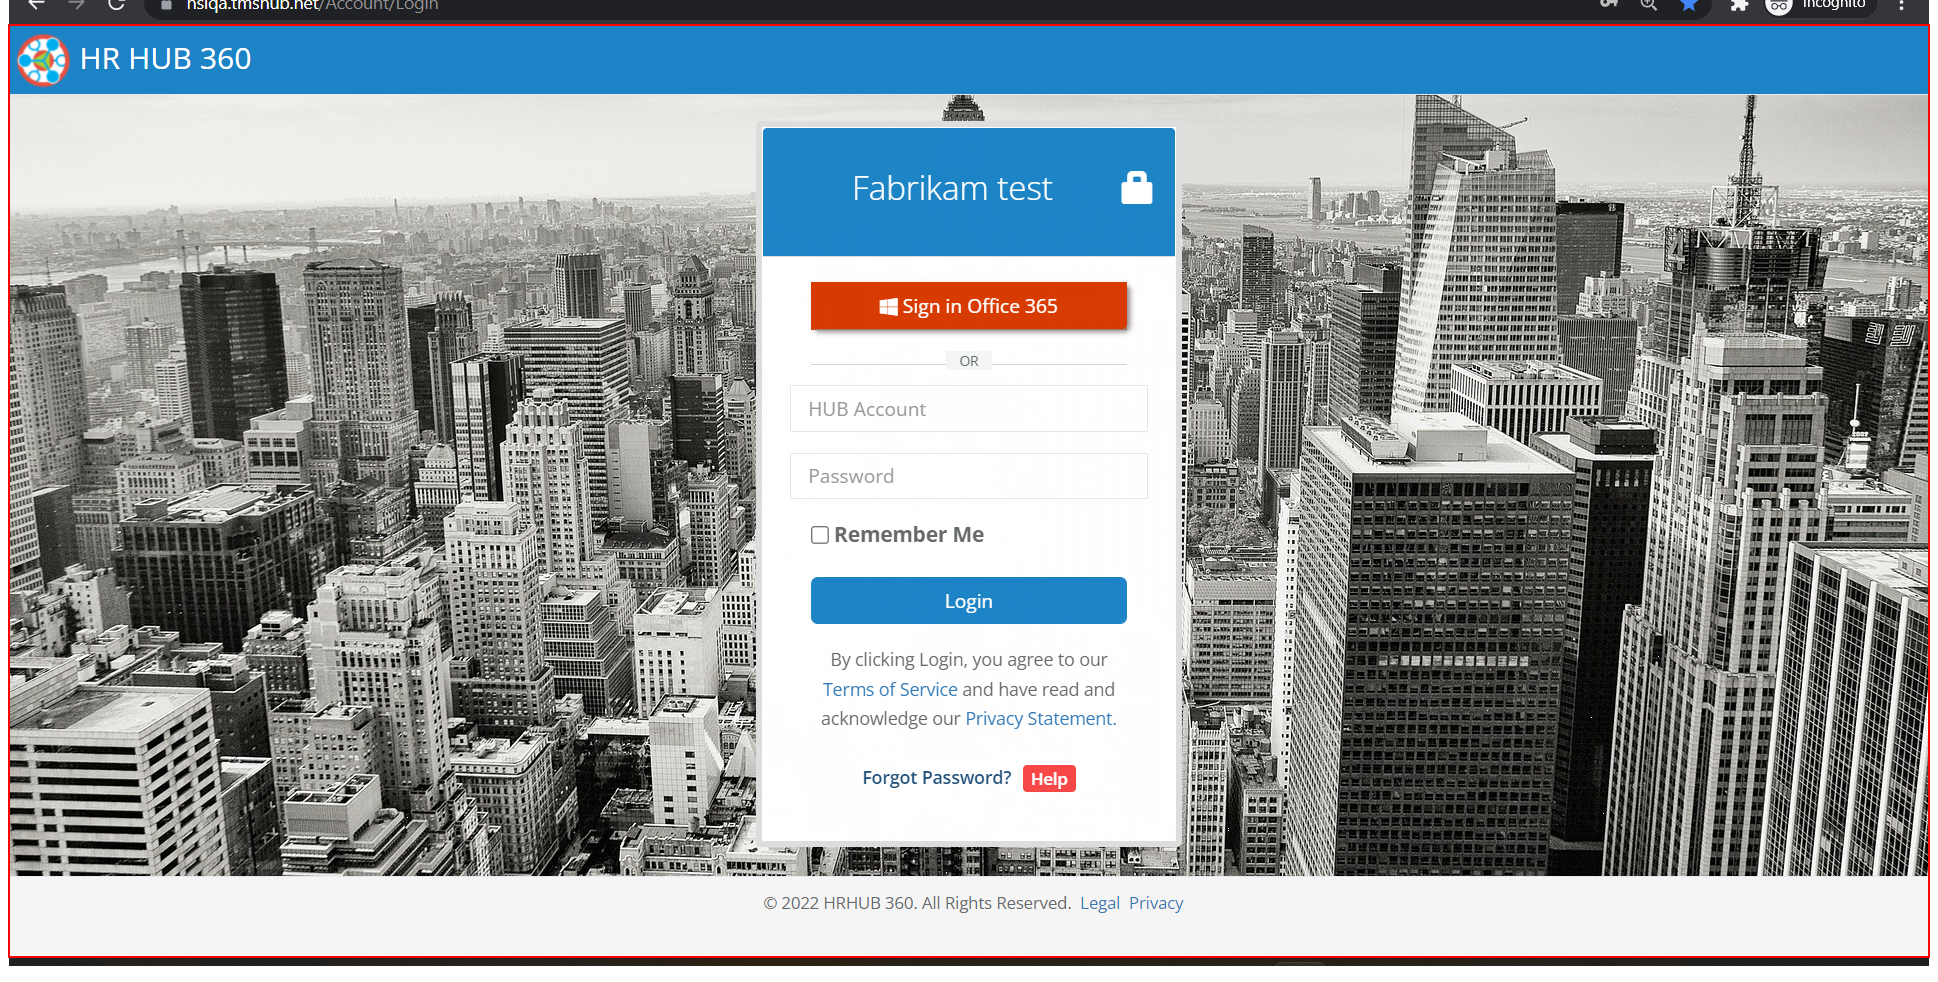 hsiqa.tmshub.net/Account/Login
Incognito
HR HUB 360
Fabrikam test
Sign in Office 365
OR
HUB Account
Password
Remember Me
Login
By clicking Login, you agree to our
Terms of Service and have read and
acknowledge our Privacy Statement.
Forgot Password? Help
© 2022 HRHUB 360. All Rights Reserved. Legal Privacy